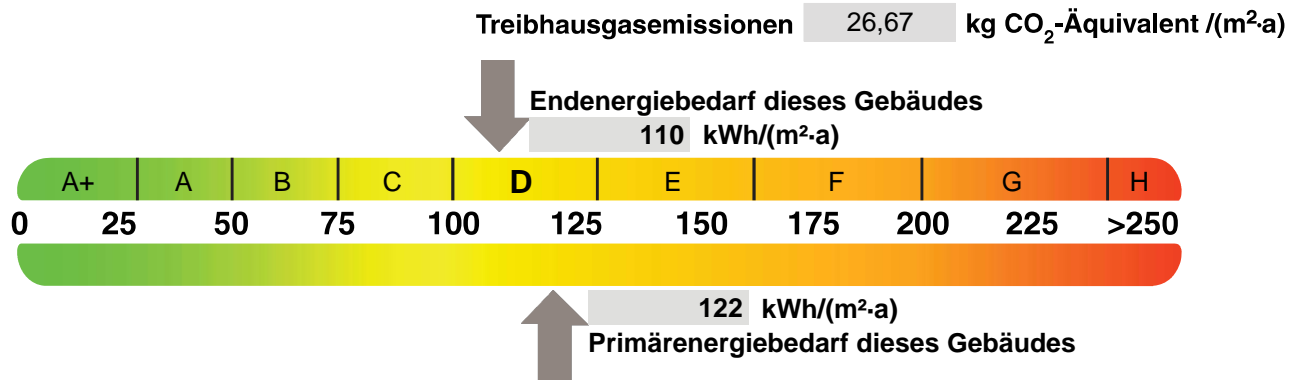 Treibhausgasemissionen 26,67 kg CO₂-Äquivalent /(m²·a)
Endenergiebedarf dieses Gebäudes
110 kWh/(m²·a)
A+ A B C D E F G H
0 25 50 75 100 125 150 175 200 225 >250
122 kWh/(m²·a)
Primärenergiebedarf dieses Gebäudes